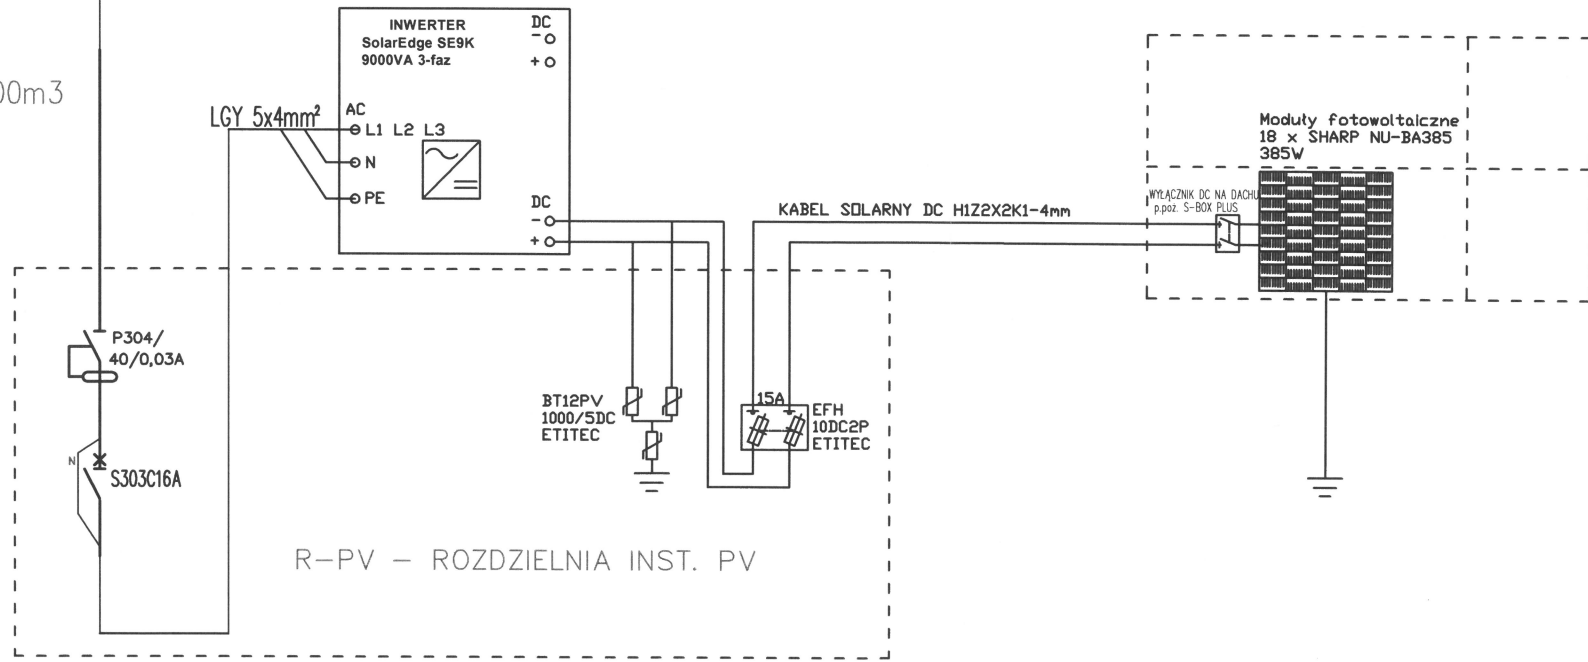 00m3
LGY 5x4mm²
INWERTER
SolarEdge SE9K
9000VA 3-faz
DC
-
+
AC
L1 L2 L3
N
PE
DC
-
+
Moduły fotowoltaiczne
18 x SHARP NU-BA385
385W
WYŁĄCZNIK DC NA DACHU
p.poż. S-BOX PLUS
KABEL SOLARNY DC H1Z2X2K1-4mm
P304/
40/0,03A
N
S303C16A
BT12PV
1000/5DC
ETITEC
15A
EFH
10DC2P
ETITEC
R-PV - ROZDZIELNIA INST. PV